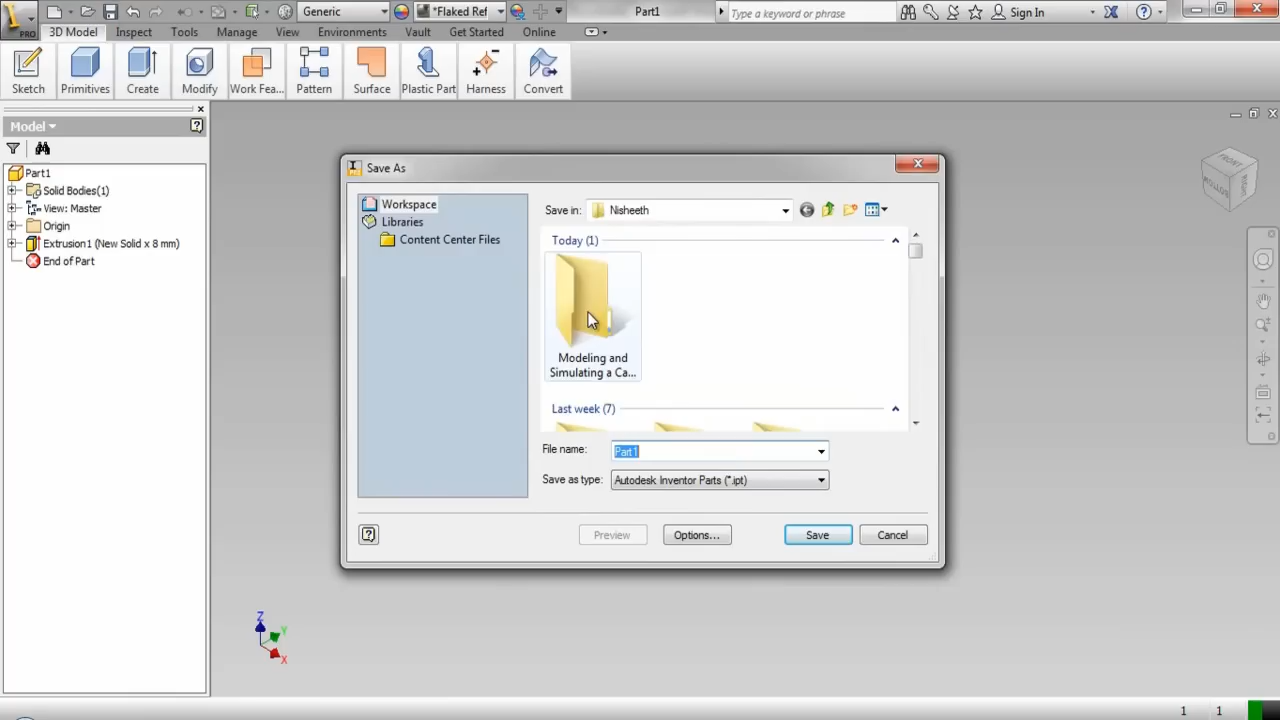 PRO
Generic
*Flaked Ref
Part1
Type a keyword or phrase
Sign In
3D Model
Inspect
Tools
Manage
View
Environments
Vault
Get Started
Online
Sketch
Primitives
Create
Modify
Work Fea...
Pattern
Surface
Plastic Part
Harness
Convert
Model
Part1
Solid Bodies(1)
View: Master
Origin
Extrusion1 (New Solid x 8 mm)
End of Part
Save As
Workspace
Libraries
Content Center Files
Save in:
Nisheeth
Today (1)
Modeling and
Simulating a Ca...
Last week (7)
File name:
Part1
Save as type:
Autodesk Inventor Parts (*.ipt)
Preview
Options...
Save
Cancel
FRONT
BOTTOM
Z
Y
X
1
1